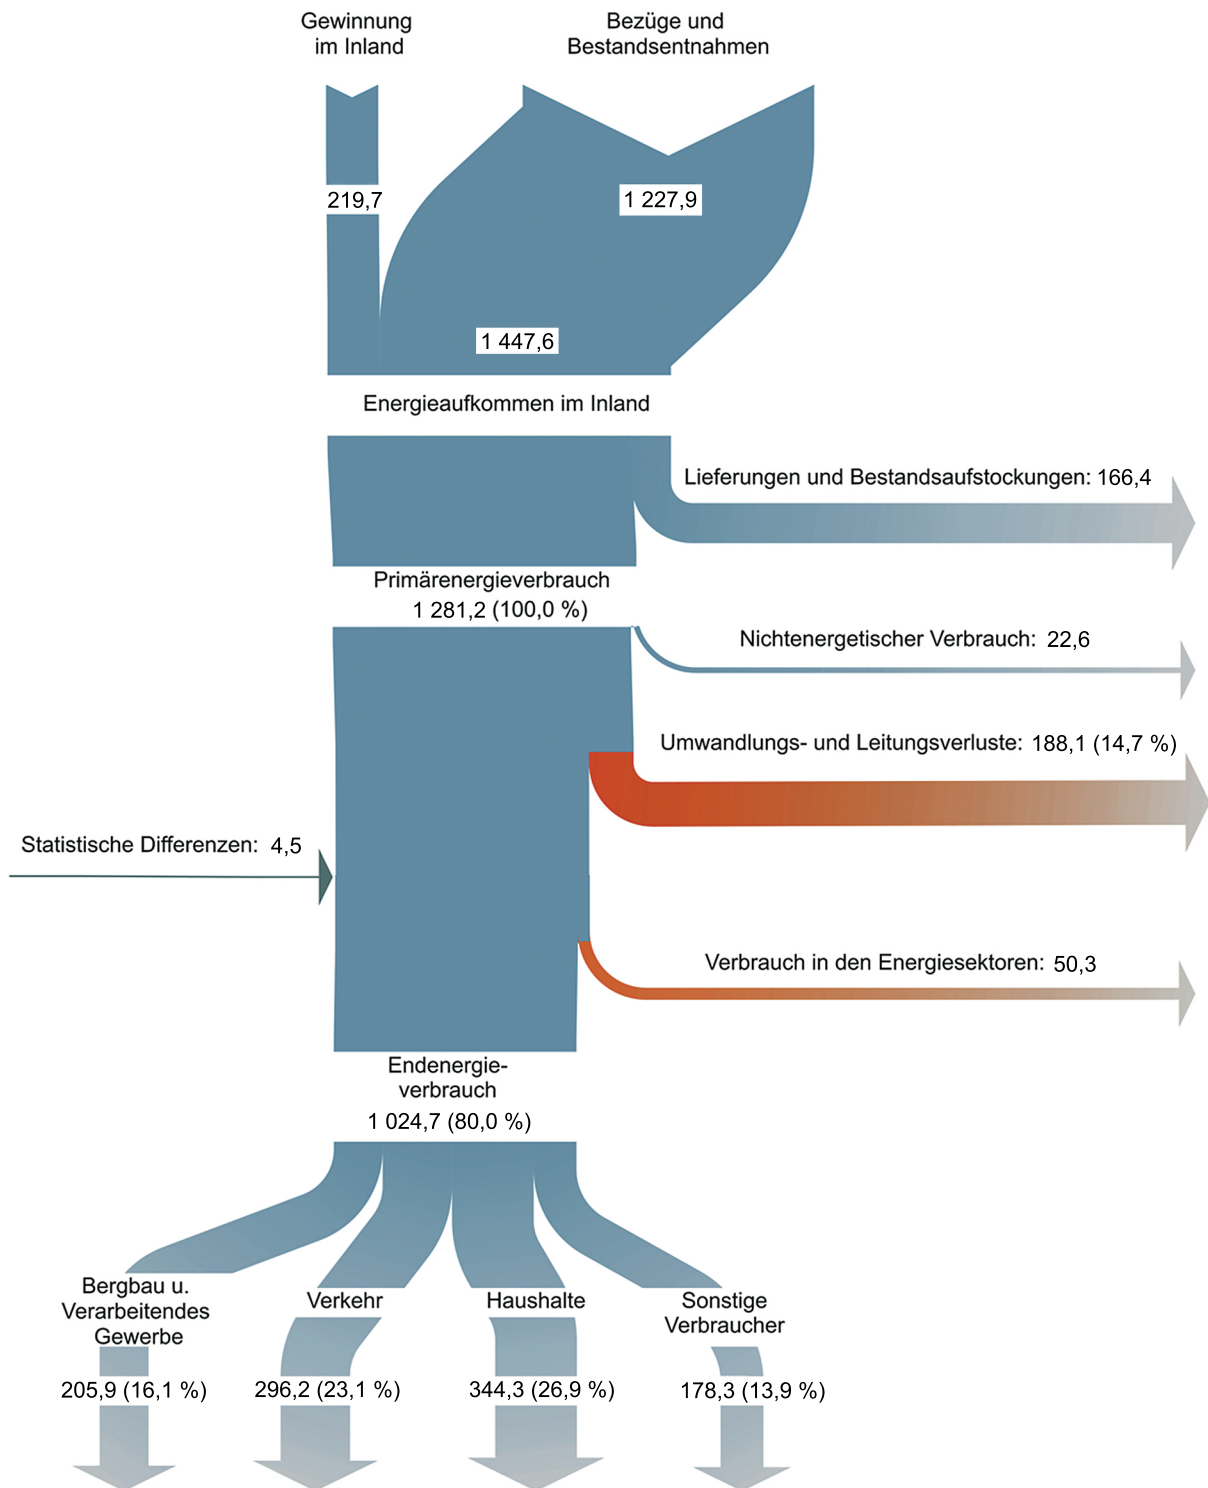 Gewinnung
im Inland
Bezüge und
Bestandsentnahmen
219,7
1 227,9
1 447,6
Energieaufkommen im Inland
Lieferungen und Bestandsaufstockungen: 166,4
Primärenergieverbrauch
1 281,2 (100,0 %)
Nichtenergetischer Verbrauch: 22,6
Umwandlungs- und Leitungsverluste: 188,1 (14,7 %)
Statistische Differenzen: 4,5
Verbrauch in den Energiesektoren: 50,3
Endenergie-
verbrauch
1 024,7 (80,0 %)
Bergbau u.
Verarbeitendes
Gewerbe
205,9 (16,1 %)
Verkehr
296,2 (23,1 %)
Haushalte
344,3 (26,9 %)
Sonstige
Verbraucher
178,3 (13,9 %)